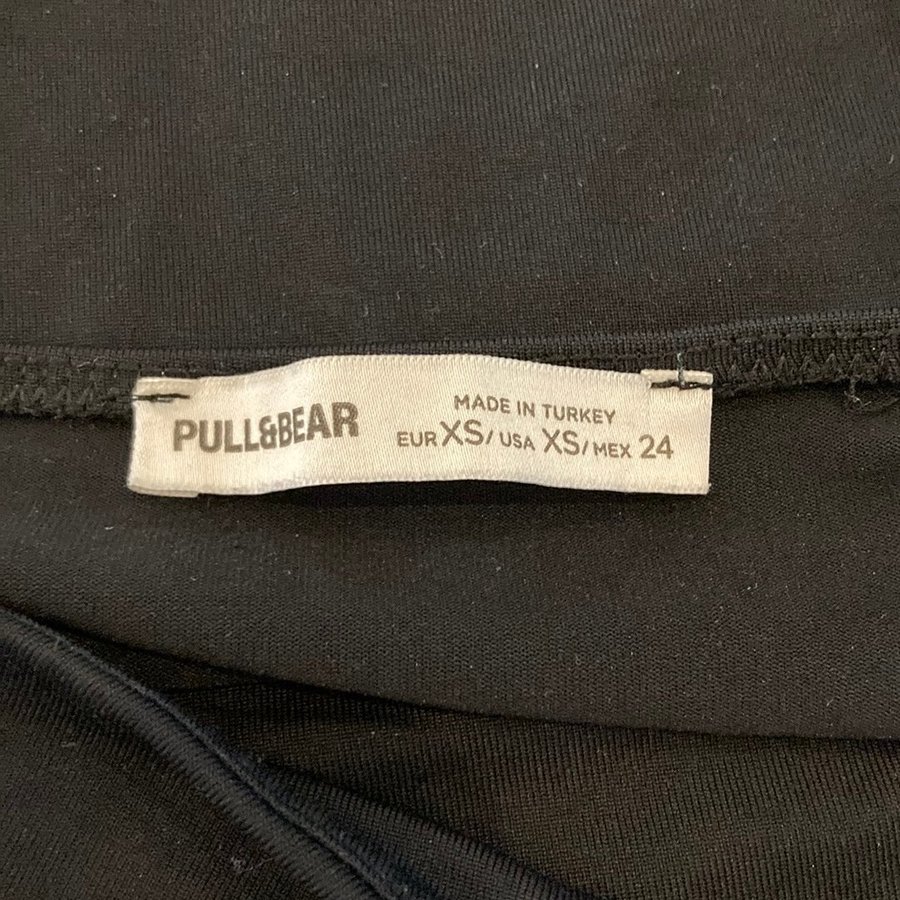 PULL&BEAR
MADE IN TURKEY
EUR XS/ USA XS/ MEX 24